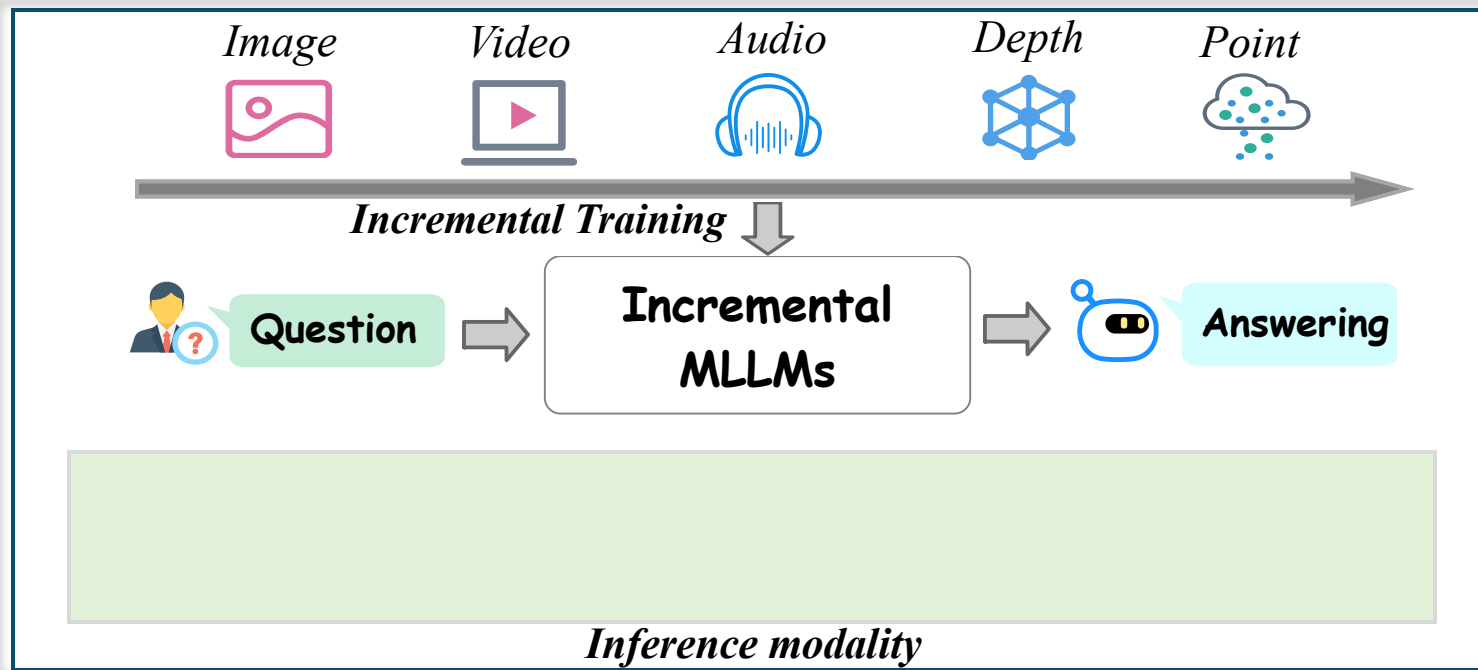 Image Video Audio Depth Point
Incremental Training
Question
?
Incremental
MLLMs
Answering
Inference modality